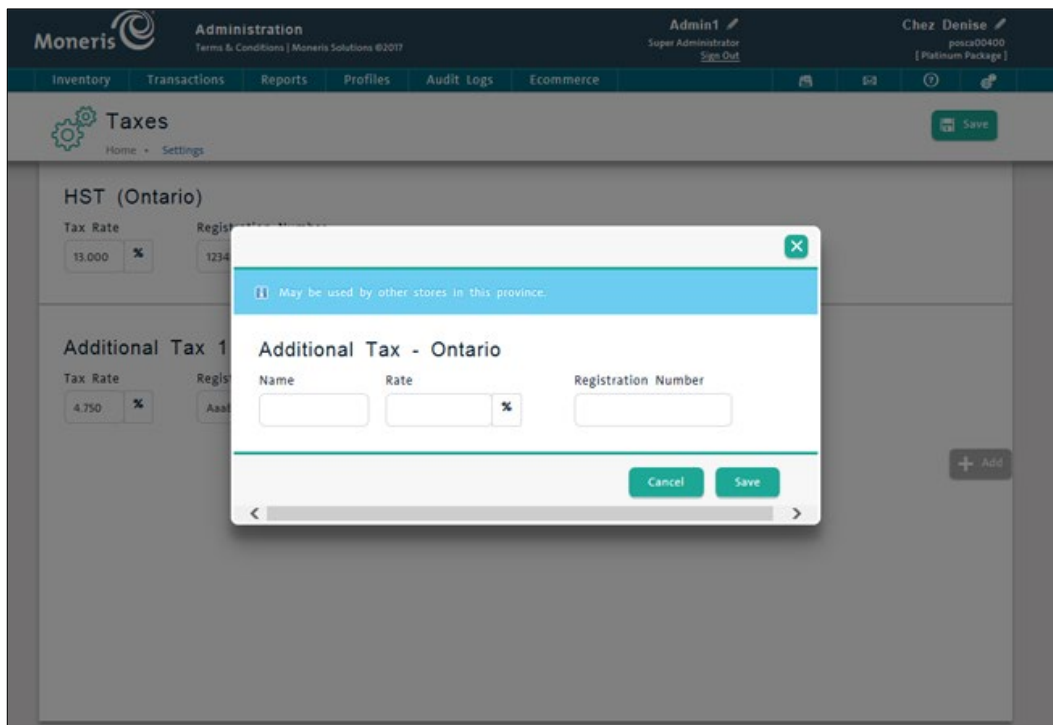 Moneris
Administration
Terms & Conditions | Moneris Solutions ©2017
Admin1
Super Administrator
Sign Out
Chez Denise
posca00400
[ Platinum Package ]
Inventory Transactions Reports Profiles Audit Logs Ecommerce
Taxes
Home • Settings
Save
HST (Ontario)
Tax Rate
13.000 %
1234
May be used by other stores in this province.
Additional Tax 1
Tax Rate
4.750 %
Additional Tax - Ontario
Name Rate Registration Number
%
Cancel Save
+ Add